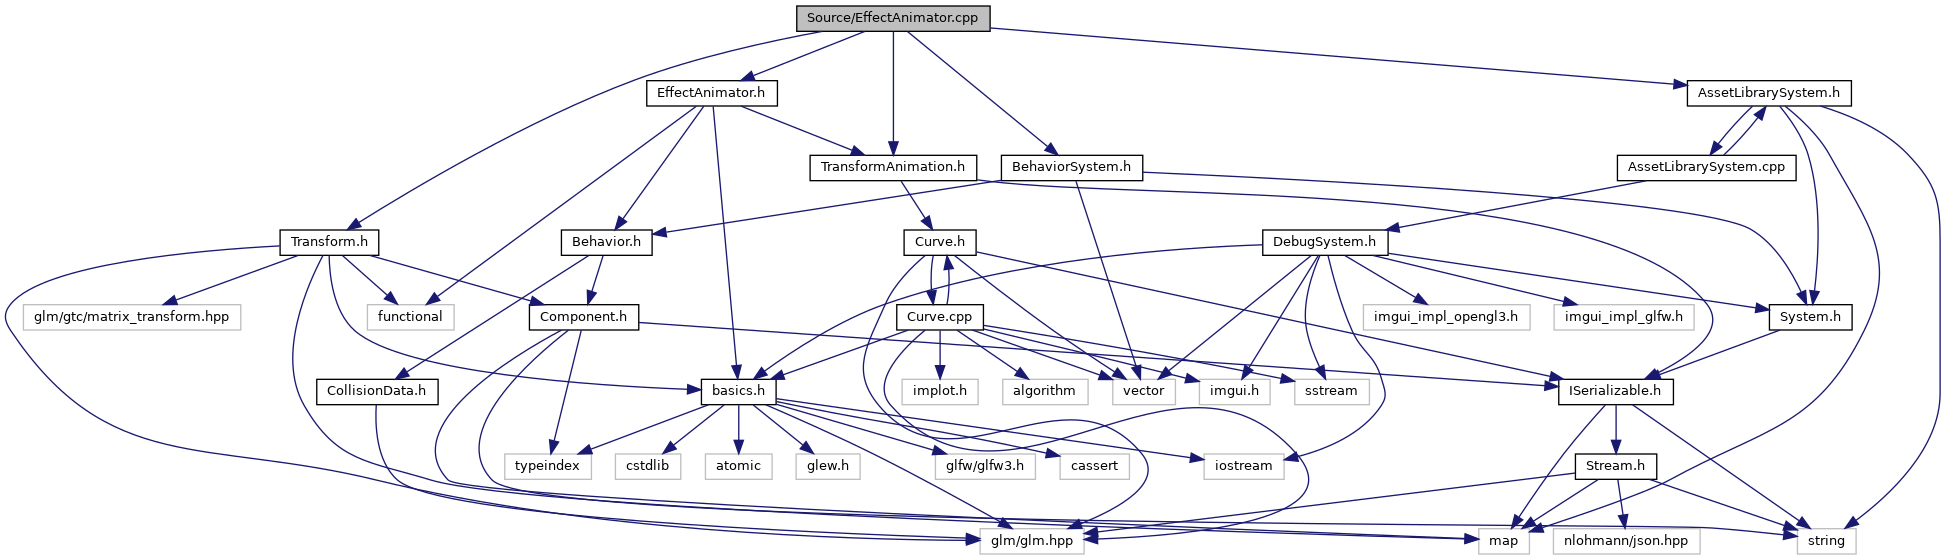 Source/EffectAnimator.cpp
EffectAnimator.h
AssetLibrarySystem.h
TransformAnimation.h
BehaviorSystem.h
AssetLibrarySystem.cpp
Transform.h
Behavior.h
Curve.h
DebugSystem.h
glm/gtc/matrix_transform.hpp
functional
Component.h
Curve.cpp
imgui_impl_opengl3.h
imgui_impl_glfw.h
System.h
CollisionData.h
basics.h
implot.h
algorithm
vector
imgui.h
sstream
ISerializable.h
typeindex
cstdlib
atomic
glew.h
glfw/glfw3.h
cassert
iostream
Stream.h
glm/glm.hpp
map
nlohmann/json.hpp
string